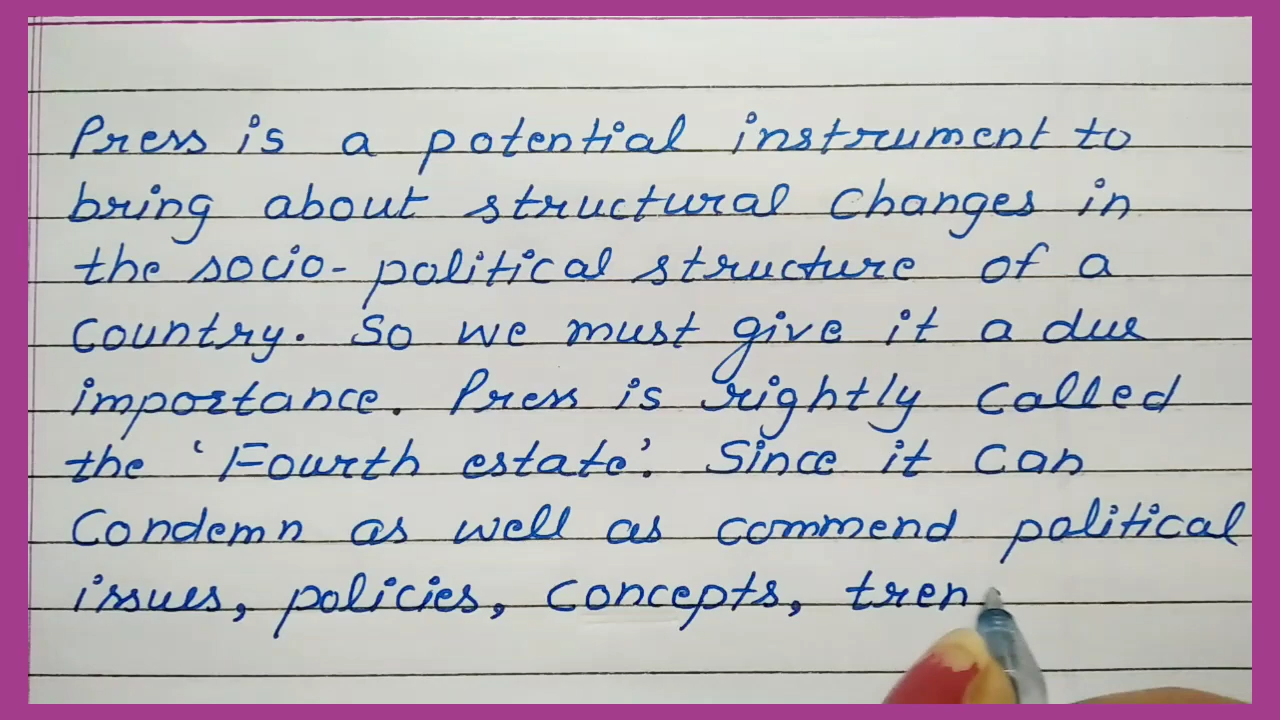 Press is a potential instrument to
bring about structural changes in
the socio-political structure of a
country. So we must give it a due
importance. Press is rightly called
the 'Fourth estate'. Since it can
Condemn as well as commend political
issues, policies, concepts, tren